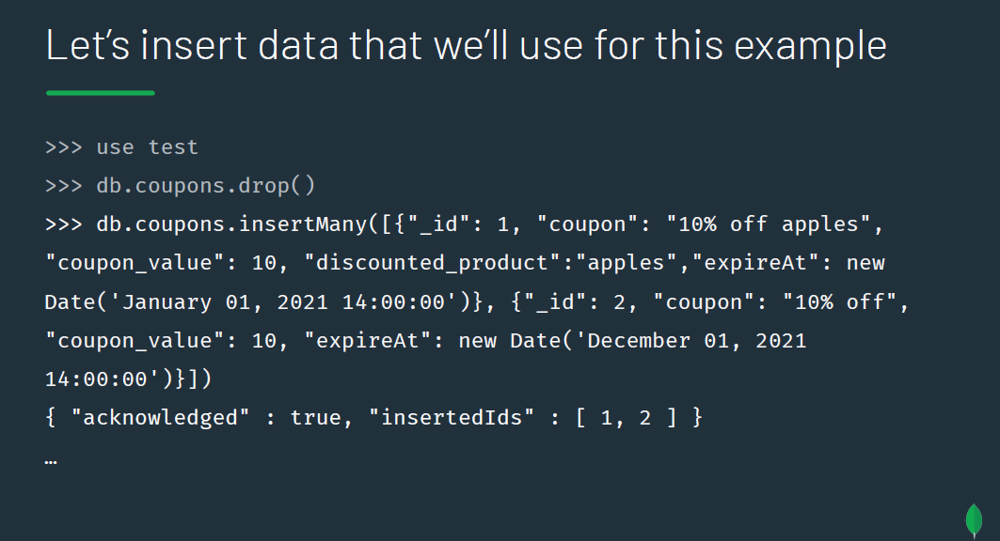 Let’s insert data that we’ll use for this example
>>> use test
>>> db.coupons.drop()
>>> db.coupons.insertMany([{"_id": 1, "coupon": "10% off apples",
"coupon_value": 10, "discounted_product":"apples","expireAt": new
Date('January 01, 2021 14:00:00')}, {"_id": 2, "coupon": "10% off",
"coupon_value": 10, "expireAt": new Date('December 01, 2021
14:00:00')}])
{ "acknowledged" : true, "insertedIds" : [ 1, 2 ] }
…